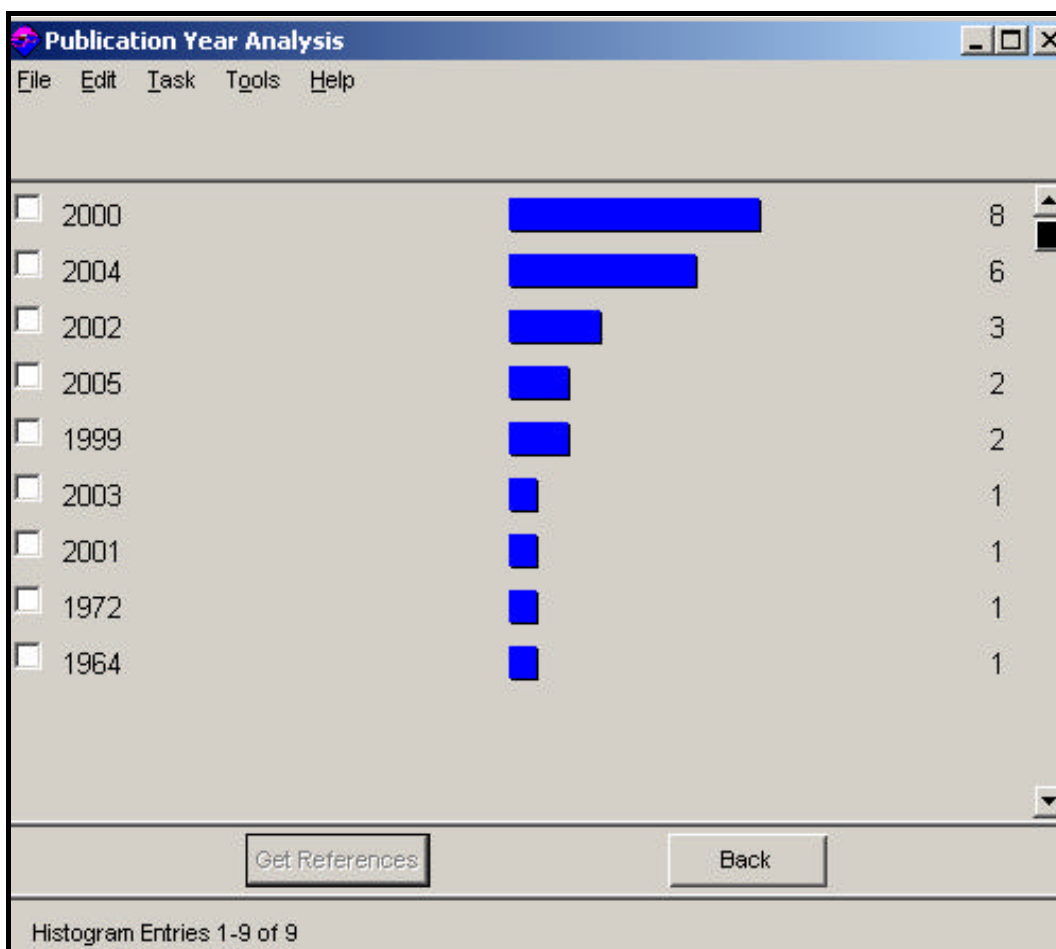 Publication Year Analysis
File Edit Task Tools Help
2000 8
2004 6
2002 3
2005 2
1999 2
2003 1
2001 1
1972 1
1964 1
Get References Back
Histogram Entries 1-9 of 9